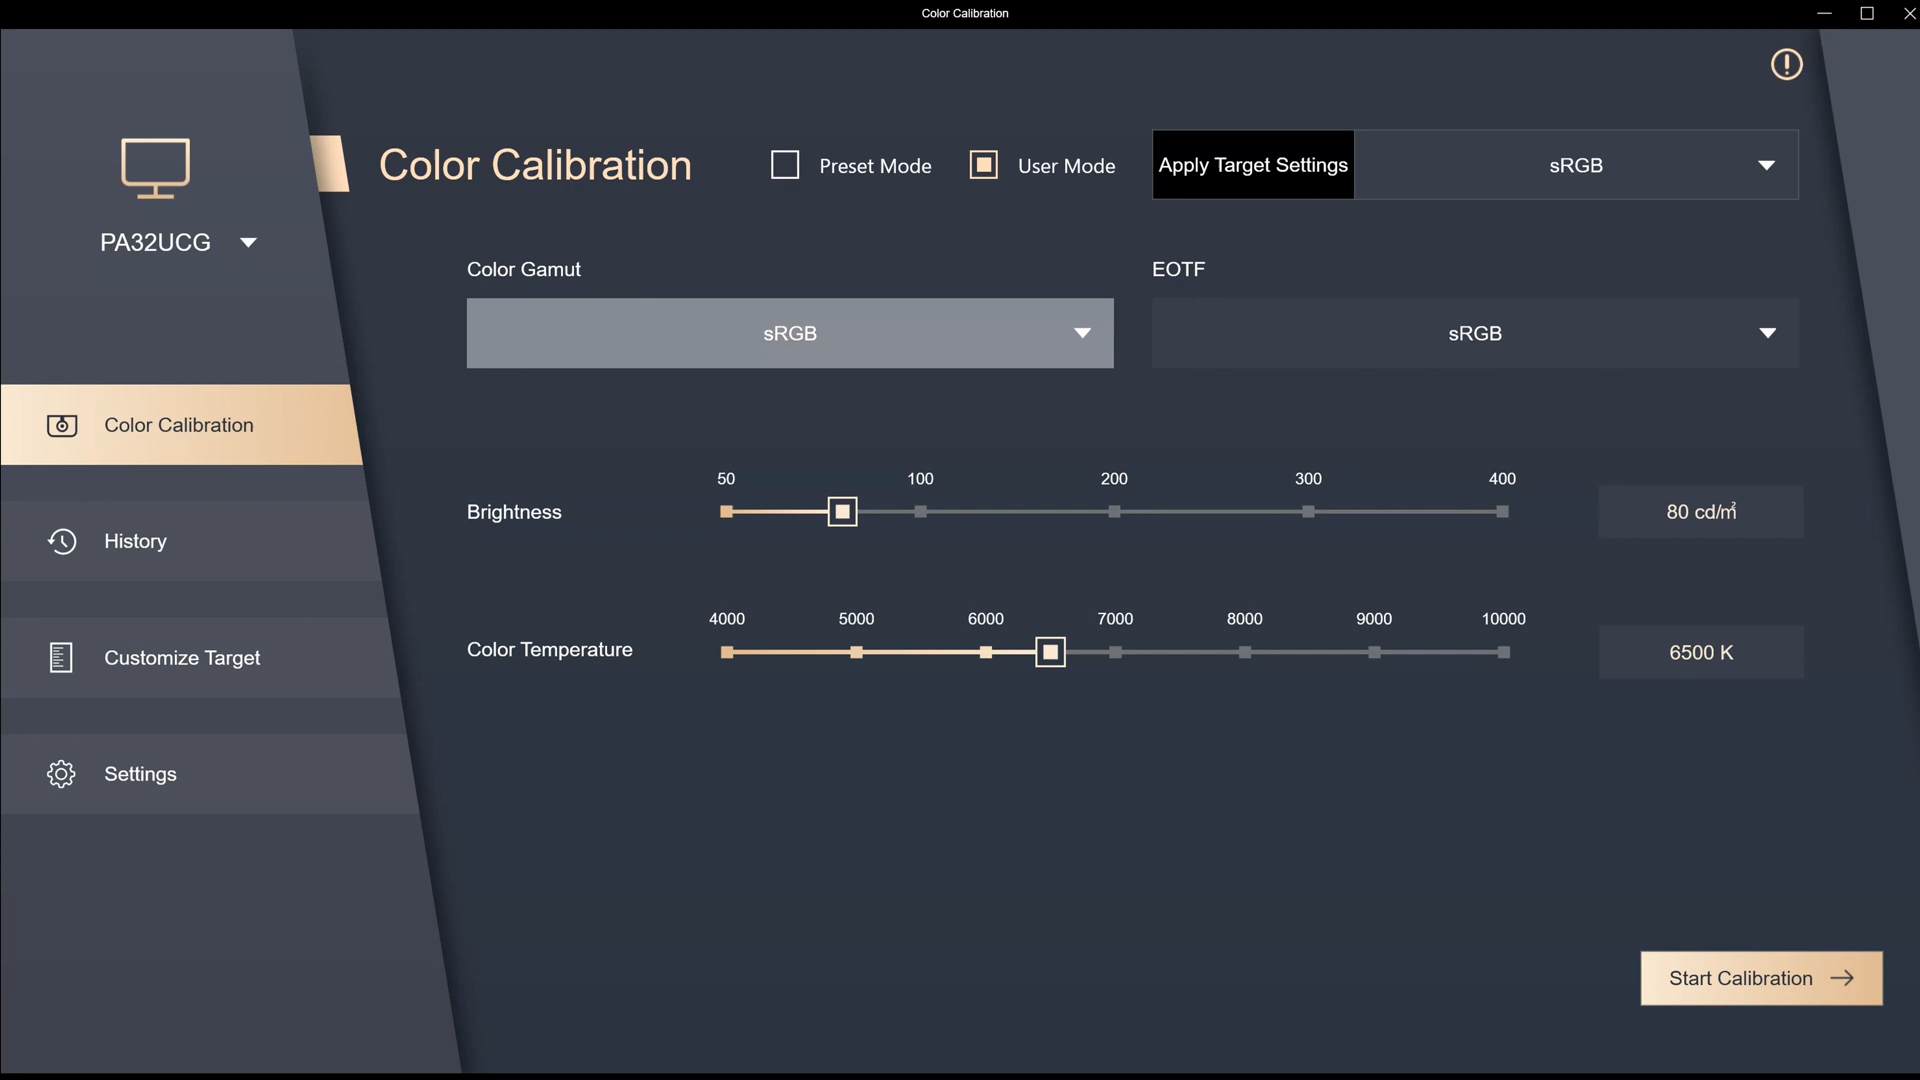 Color Calibration
PA32UCG
Color Calibration
Preset Mode
User Mode
Apply Target Settings
sRGB
Color Gamut
EOTF
sRGB
sRGB
Color Calibration
History
Customize Target
Settings
50 100 200 300 400
Brightness
80 cd/㎡
4000 5000 6000 7000 8000 9000 10000
Color Temperature
6500 K
Start Calibration